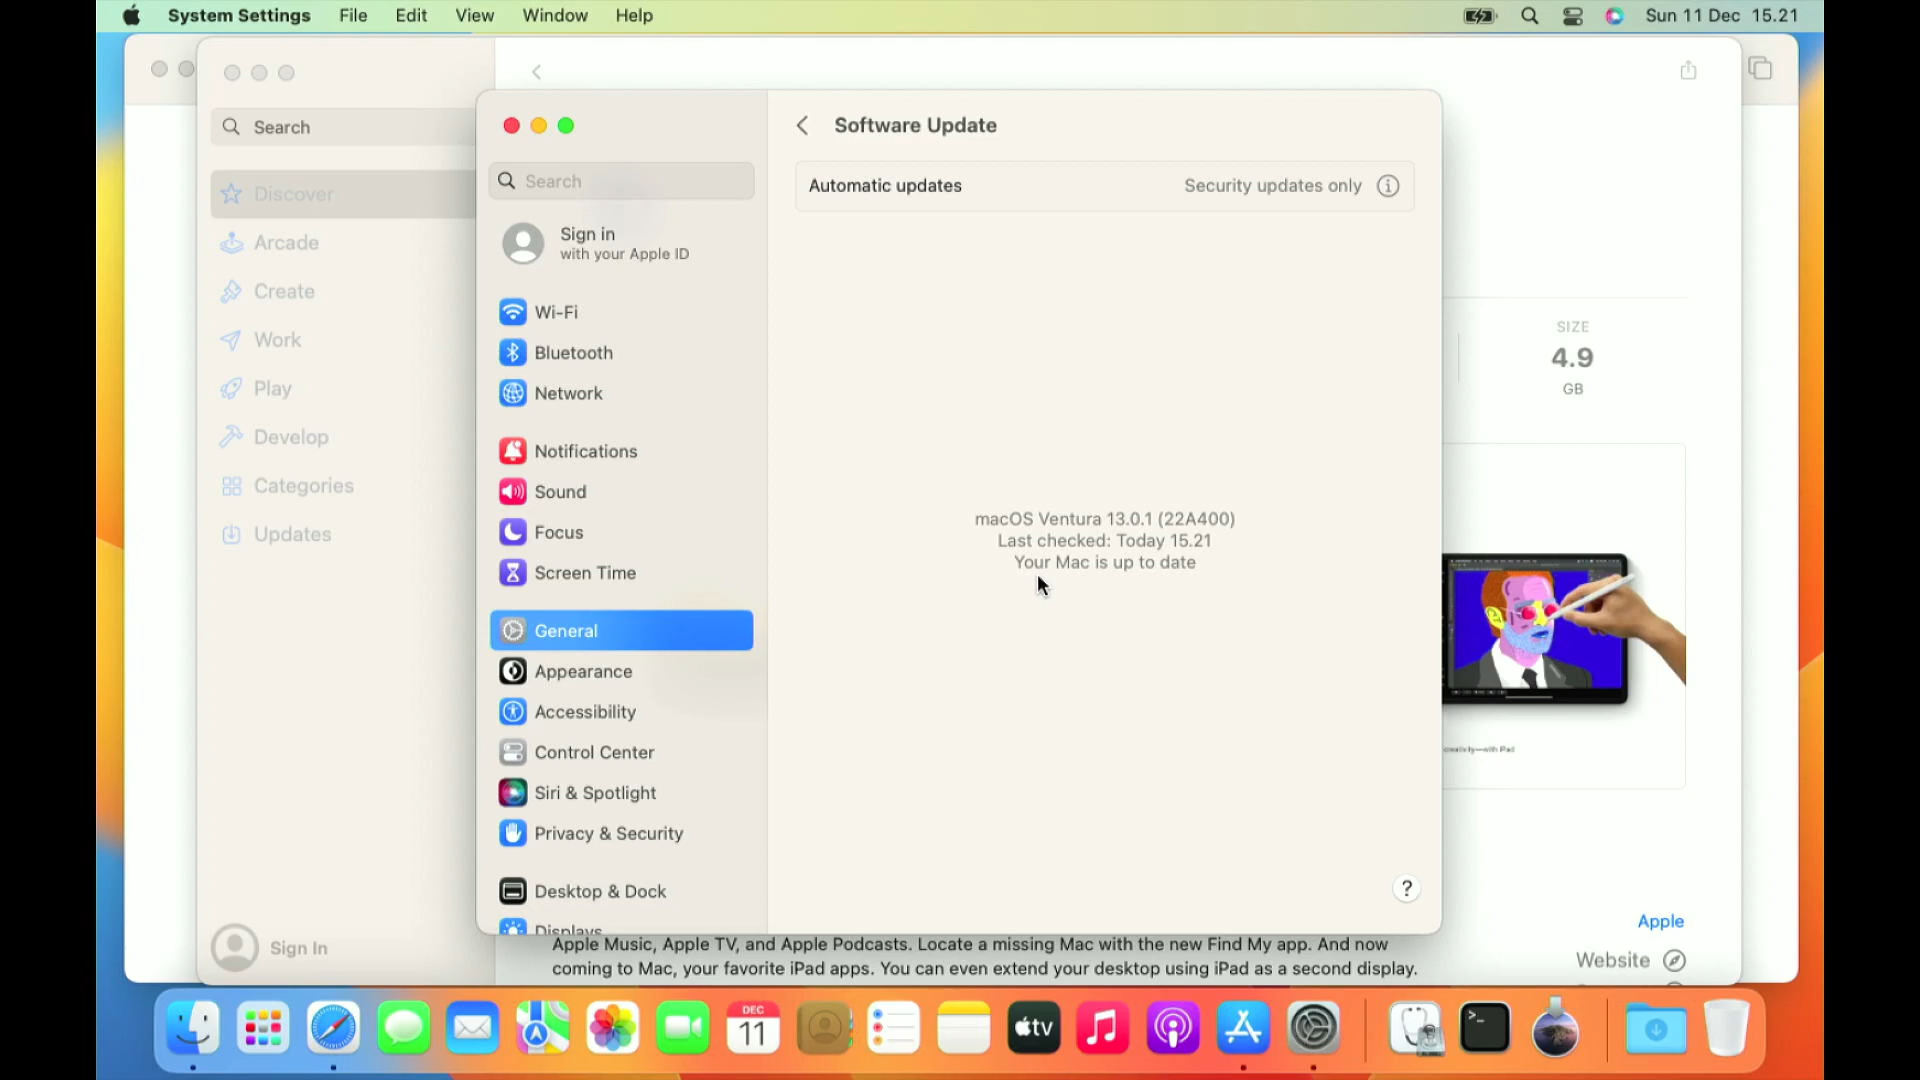 System Settings File Edit View Window Help Sun 11 Dec 15.21
Search
Discover
Arcade
Create
Work
Play
Develop
Categories
Updates
Sign In
Search
Sign in
with your Apple ID
Wi-Fi
Bluetooth
Network
Notifications
Sound
Focus
Screen Time
General
Appearance
Accessibility
Control Center
Siri & Spotlight
Privacy & Security
Desktop & Dock
Displays
Software Update
Automatic updates Security updates only
macOS Ventura 13.0.1 (22A400)
Last checked: Today 15.21
Your Mac is up to date
?
SIZE
4.9
GB
creativity—with iPad
Apple
Website
Apple Music, Apple TV, and Apple Podcasts. Locate a missing Mac with the new Find My app. And now
coming to Mac, your favorite iPad apps. You can even extend your desktop using iPad as a second display.
DEC
11
tv
>_